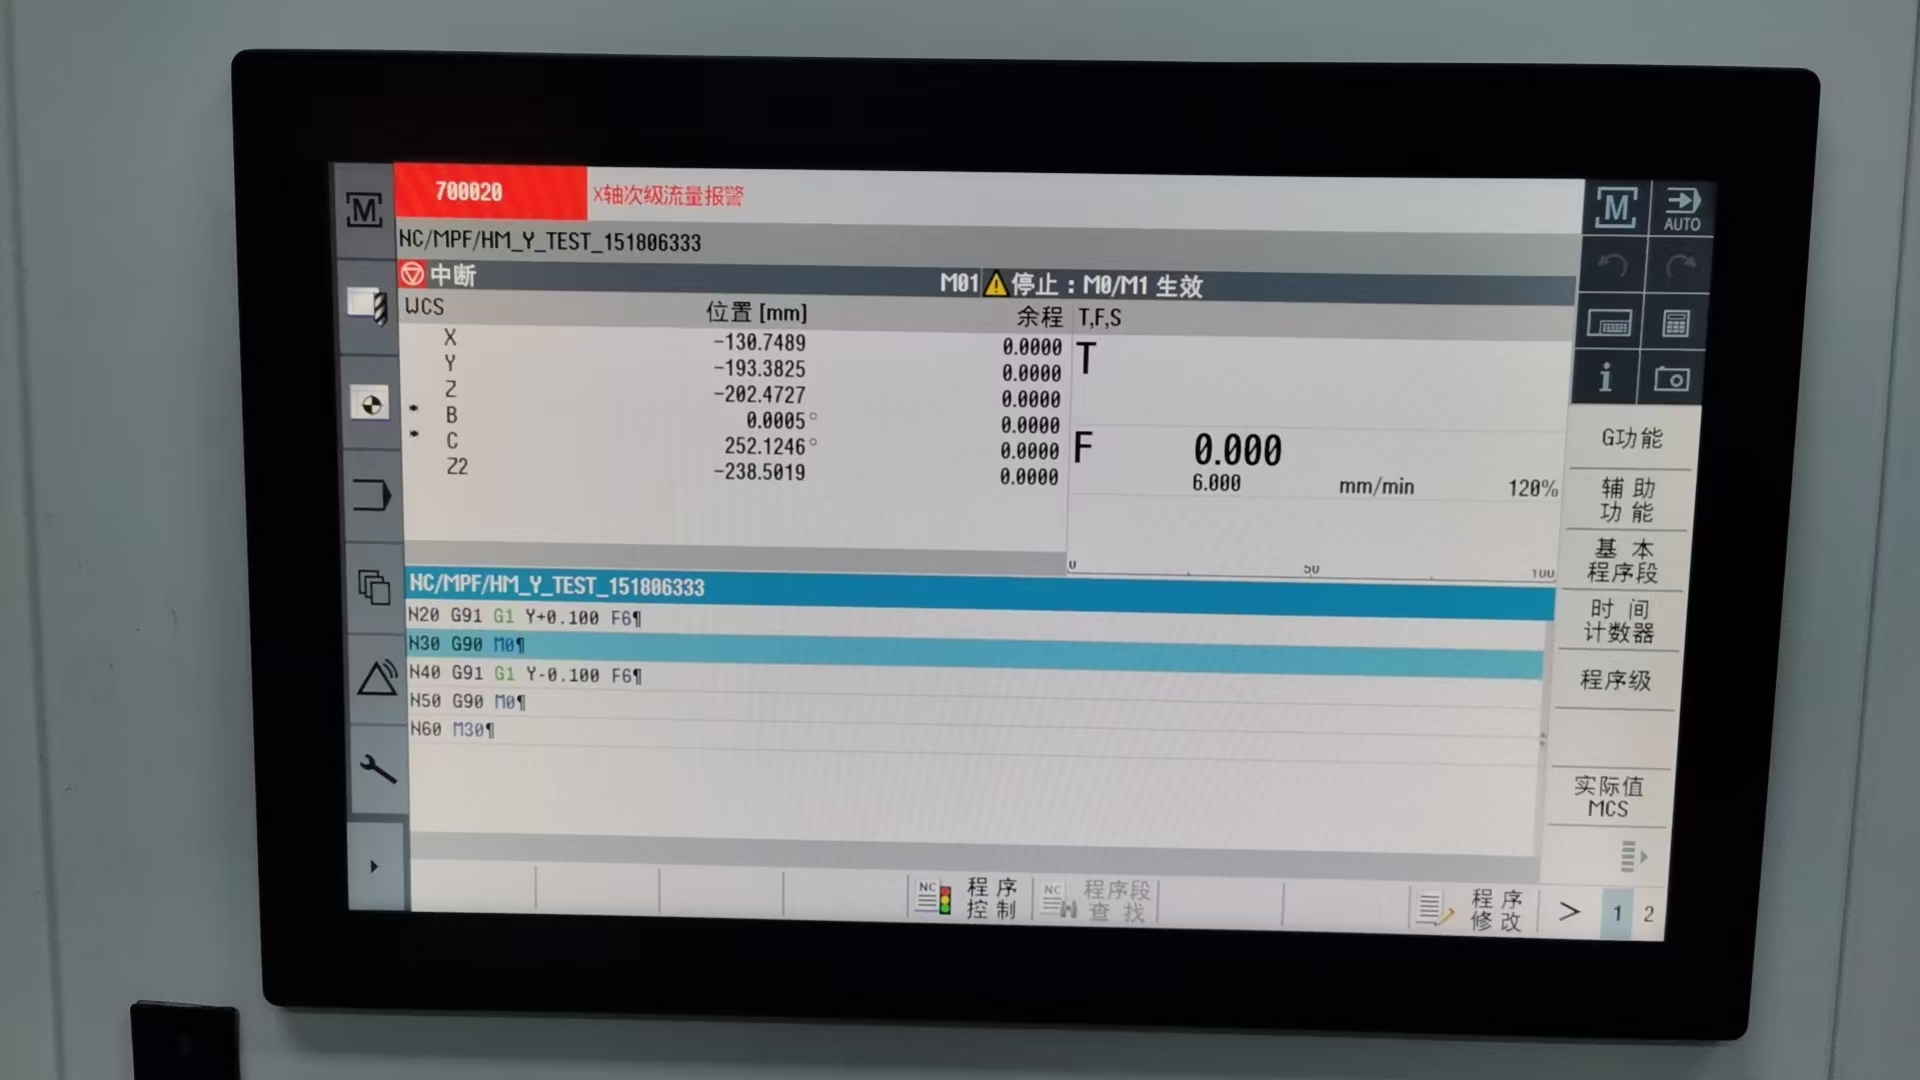 700020 X轴次级流量报警
AUTO
NC/MPF/HM_Y_TEST_151806333
中断 M01 停止：M0/M1 生效
WCS 位置 [mm] 余程 T,F,S
X -130.7489 0.0000
Y -193.3825 0.0000
Z -202.4727 0.0000
B 0.0005° 0.0000
C 252.1246° 0.0000
Z2 -238.5019 0.0000
T
F 0.000
6.000 mm/min 120%
0 50 100
NC/MPF/HM_Y_TEST_151806333
N20 G91 G1 Y+0.100 F6¶
N30 G90 M0¶
N40 G91 G1 Y-0.100 F6¶
N50 G90 M0¶
N60 M30¶
G功能
辅助
功能
基本
程序段
时间
计数器
程序级
实际值
MCS
NC 程序
控制
NC 程序段
查找
程序
修改
> 1 2